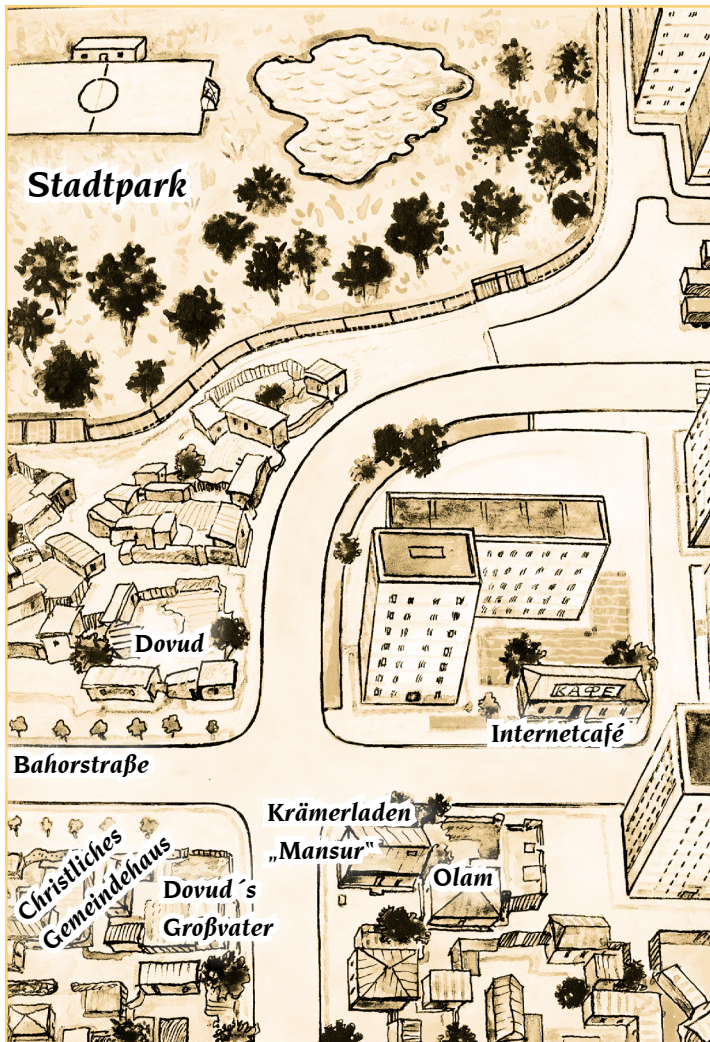 Stadtpark
Dovud
КАФЕ
Internetcafé
Bahorstraße
Krämerladen
„Mansur“
Christliches
Gemeindehaus
Olam
Dovud´s
Großvater